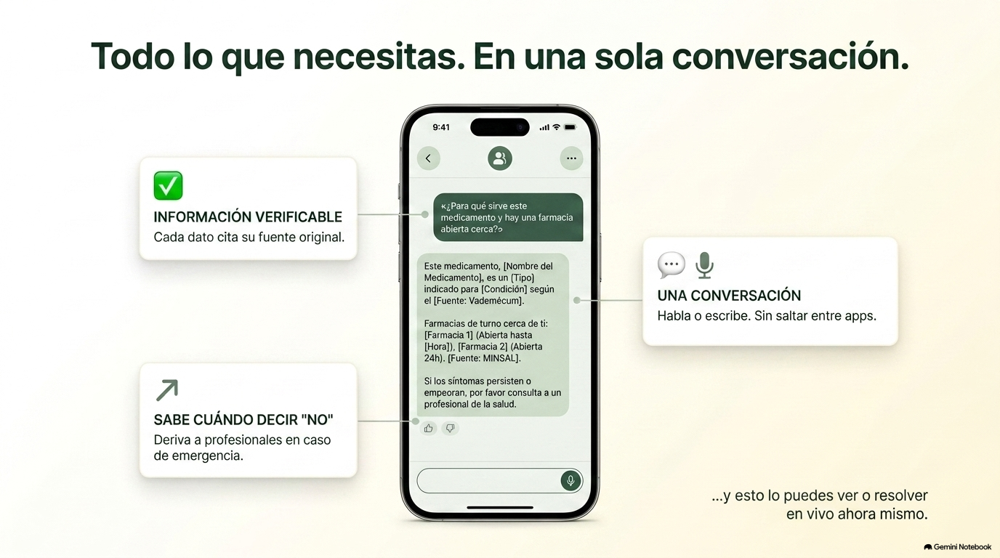 Todo lo que necesitas. En una sola conversación.
✅
INFORMACIÓN VERIFICABLE
Cada dato cita su fuente original.
SABE CUÁNDO DECIR "NO"
Deriva a profesionales en caso
de emergencia.
9:41
«¿Para qué sirve este
medicamento y hay una farmacia
abierta cerca?»
Este medicamento, [Nombre del
Medicamento], es un [Tipo]
indicado para [Condición] según
el [Fuente: Vademécum].
Farmacias de turno cerca de ti:
[Farmacia 1] (Abierta hasta
[Hora]), [Farmacia 2] (Abierta
24h). [Fuente: MINSAL].
Si los síntomas persisten o
empeoran, por favor consulta a un
profesional de la salud.
UNA CONVERSACIÓN
Habla o escribe. Sin saltar entre apps.
...y esto lo puedes ver o resolver
en vivo ahora mismo.
Gemini Notebook